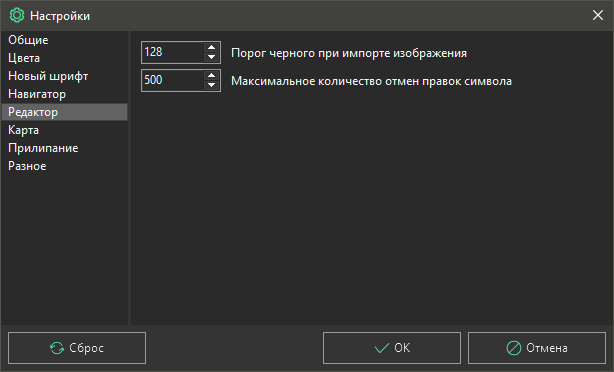 Настройки
Общие
Цвета
Новый шрифт
Навигатор
Редактор
Карта
Прилипание
Разное
128 Порог черного при импорте изображения
500 Максимальное количество отмен правок символа
Сброс
OK
Отмена